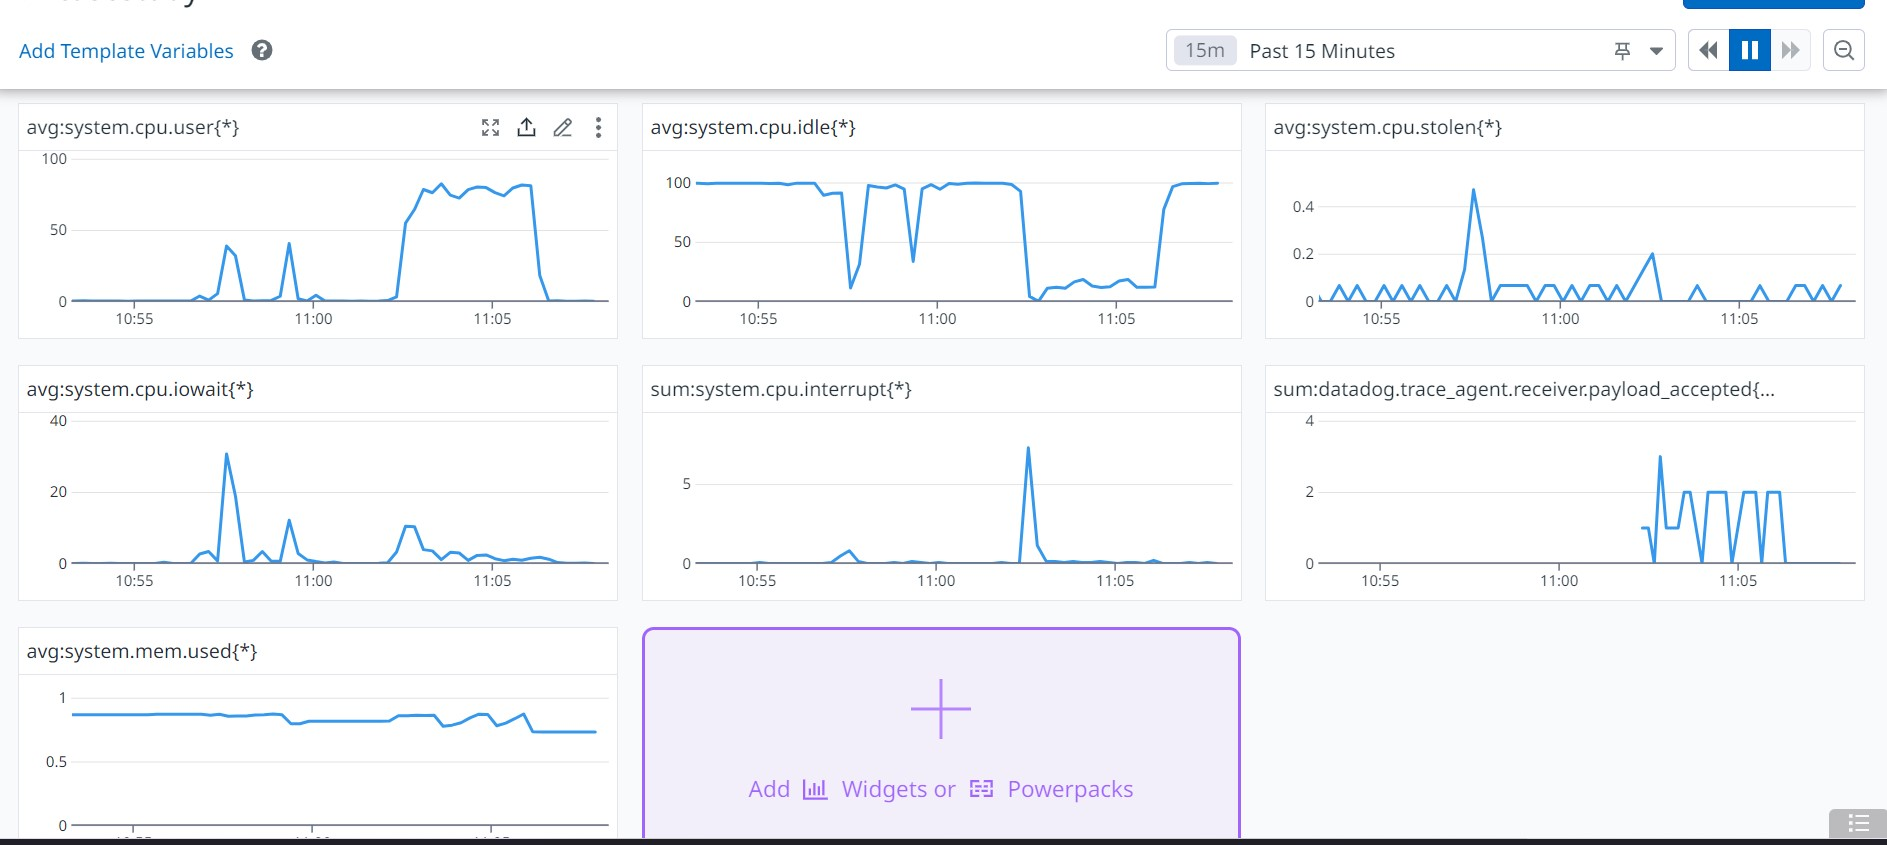 Add Template Variables ?
15m Past 15 Minutes
avg:system.cpu.user{*}
100
50
0
10:55 11:00 11:05
avg:system.cpu.idle{*}
100
50
0
10:55 11:00 11:05
avg:system.cpu.stolen{*}
0.4
0.2
0
10:55 11:00 11:05
avg:system.cpu.iowait{*}
40
20
0
10:55 11:00 11:05
sum:system.cpu.interrupt{*}
5
0
10:55 11:00 11:05
sum:datadog.trace_agent.receiver.payload_accepted{...
4
2
0
10:55 11:00 11:05
avg:system.mem.used{*}
1
0.5
0
Add Widgets or Powerpacks